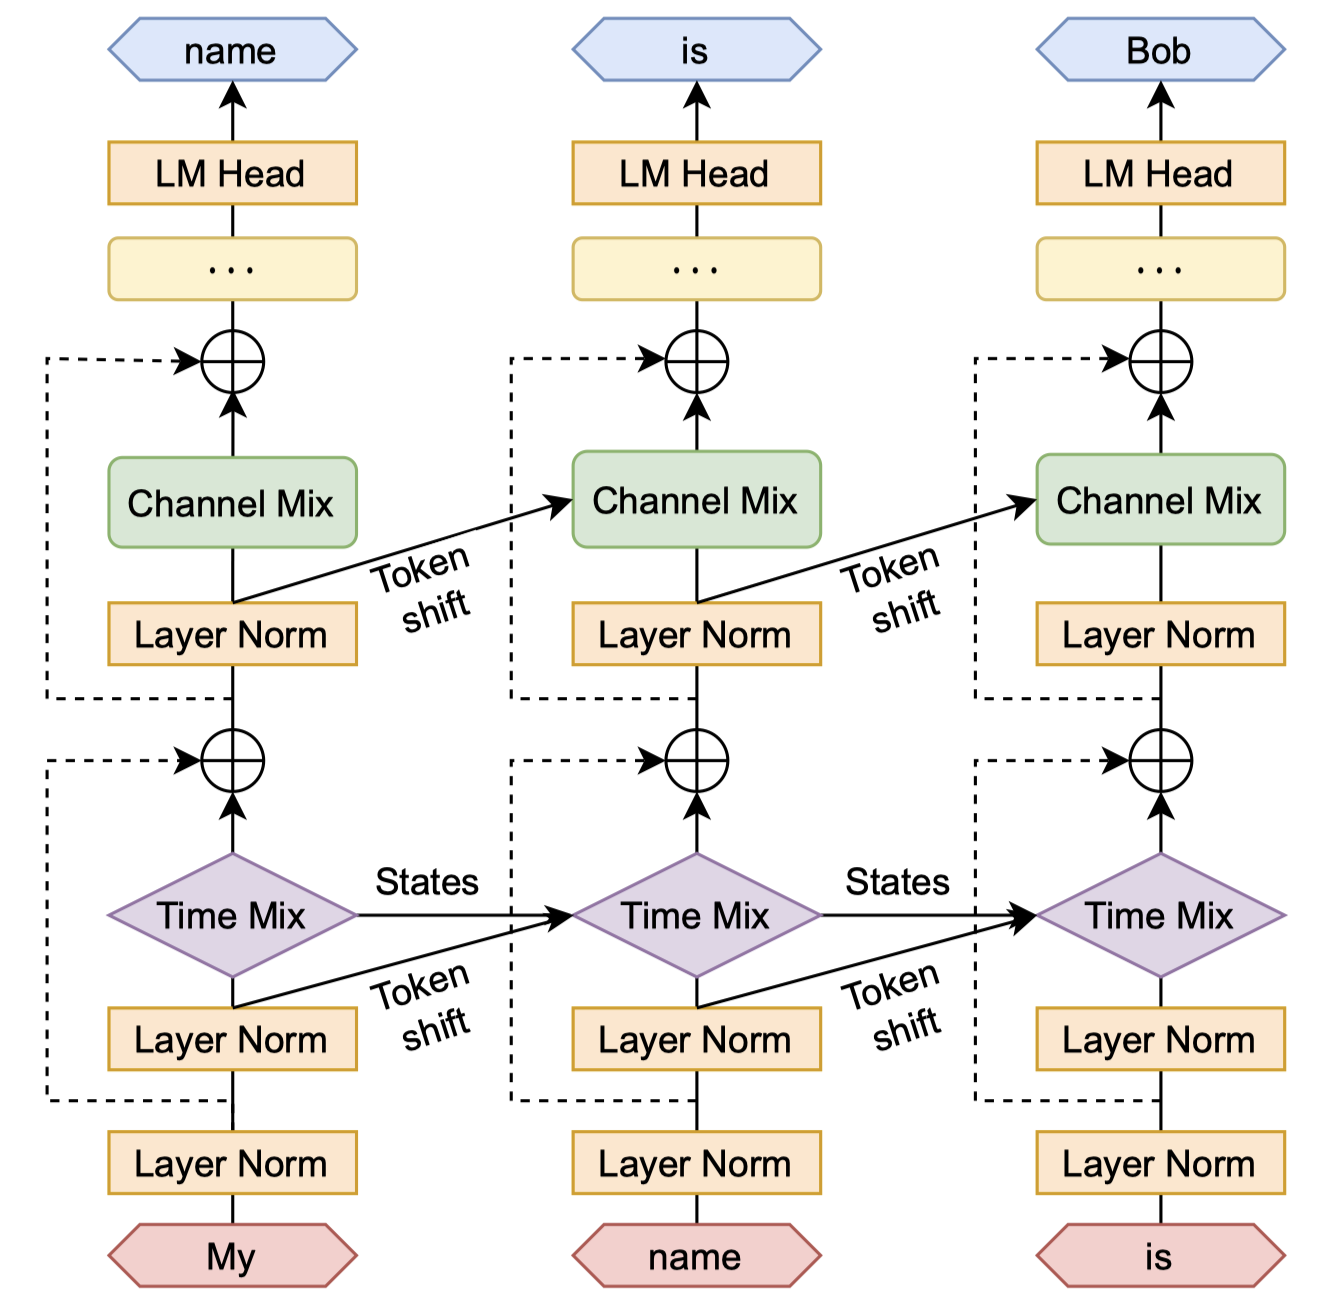 name is Bob
LM Head LM Head LM Head
... ... ...
Channel Mix Channel Mix Channel Mix
Token Token
shift shift
Layer Norm Layer Norm Layer Norm
States States
Time Mix Time Mix Time Mix
Token Token
shift shift
Layer Norm Layer Norm Layer Norm
Layer Norm Layer Norm Layer Norm
My name is